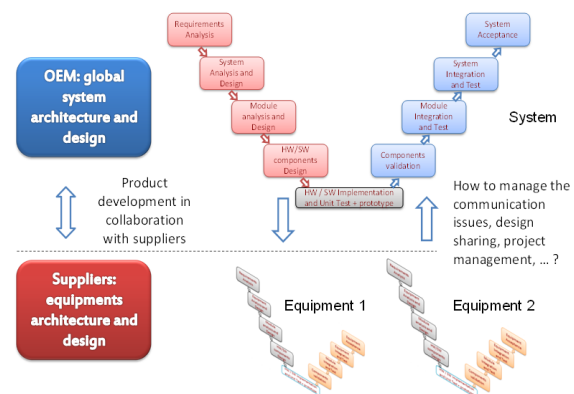 Requirements
Analysis
System
Acceptance
OEM: global
system
architecture and
design
System
Analysis and
Design
System
Integration
and Test
Module
analysis and
Design
Module
Integration
and Test
System
HW/SW
components
Design
Components
validation
Product
development in
collaboration
with suppliers
HW / SW Implementation
and Unit Test + prototype
How to manage the
communication
issues, design
sharing, project
management, ... ?
Suppliers:
equipments
architecture and
design
Equipment 1
Equipment 2